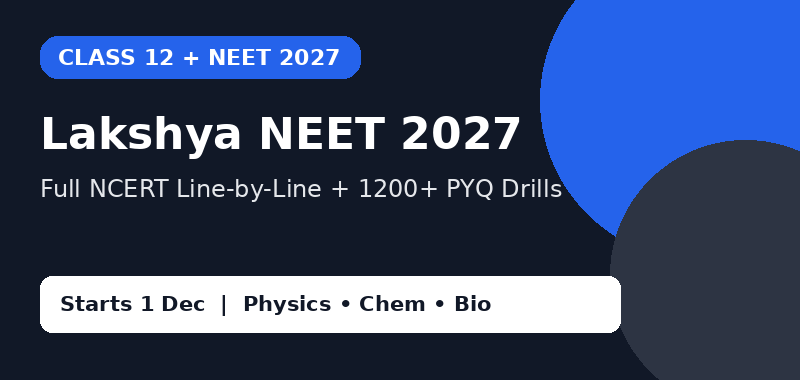 CLASS 12 + NEET 2027
Lakshya NEET 2027
Full NCERT Line-by-Line + 1200+ PYQ Drills
Starts 1 Dec | Physics • Chem • Bio